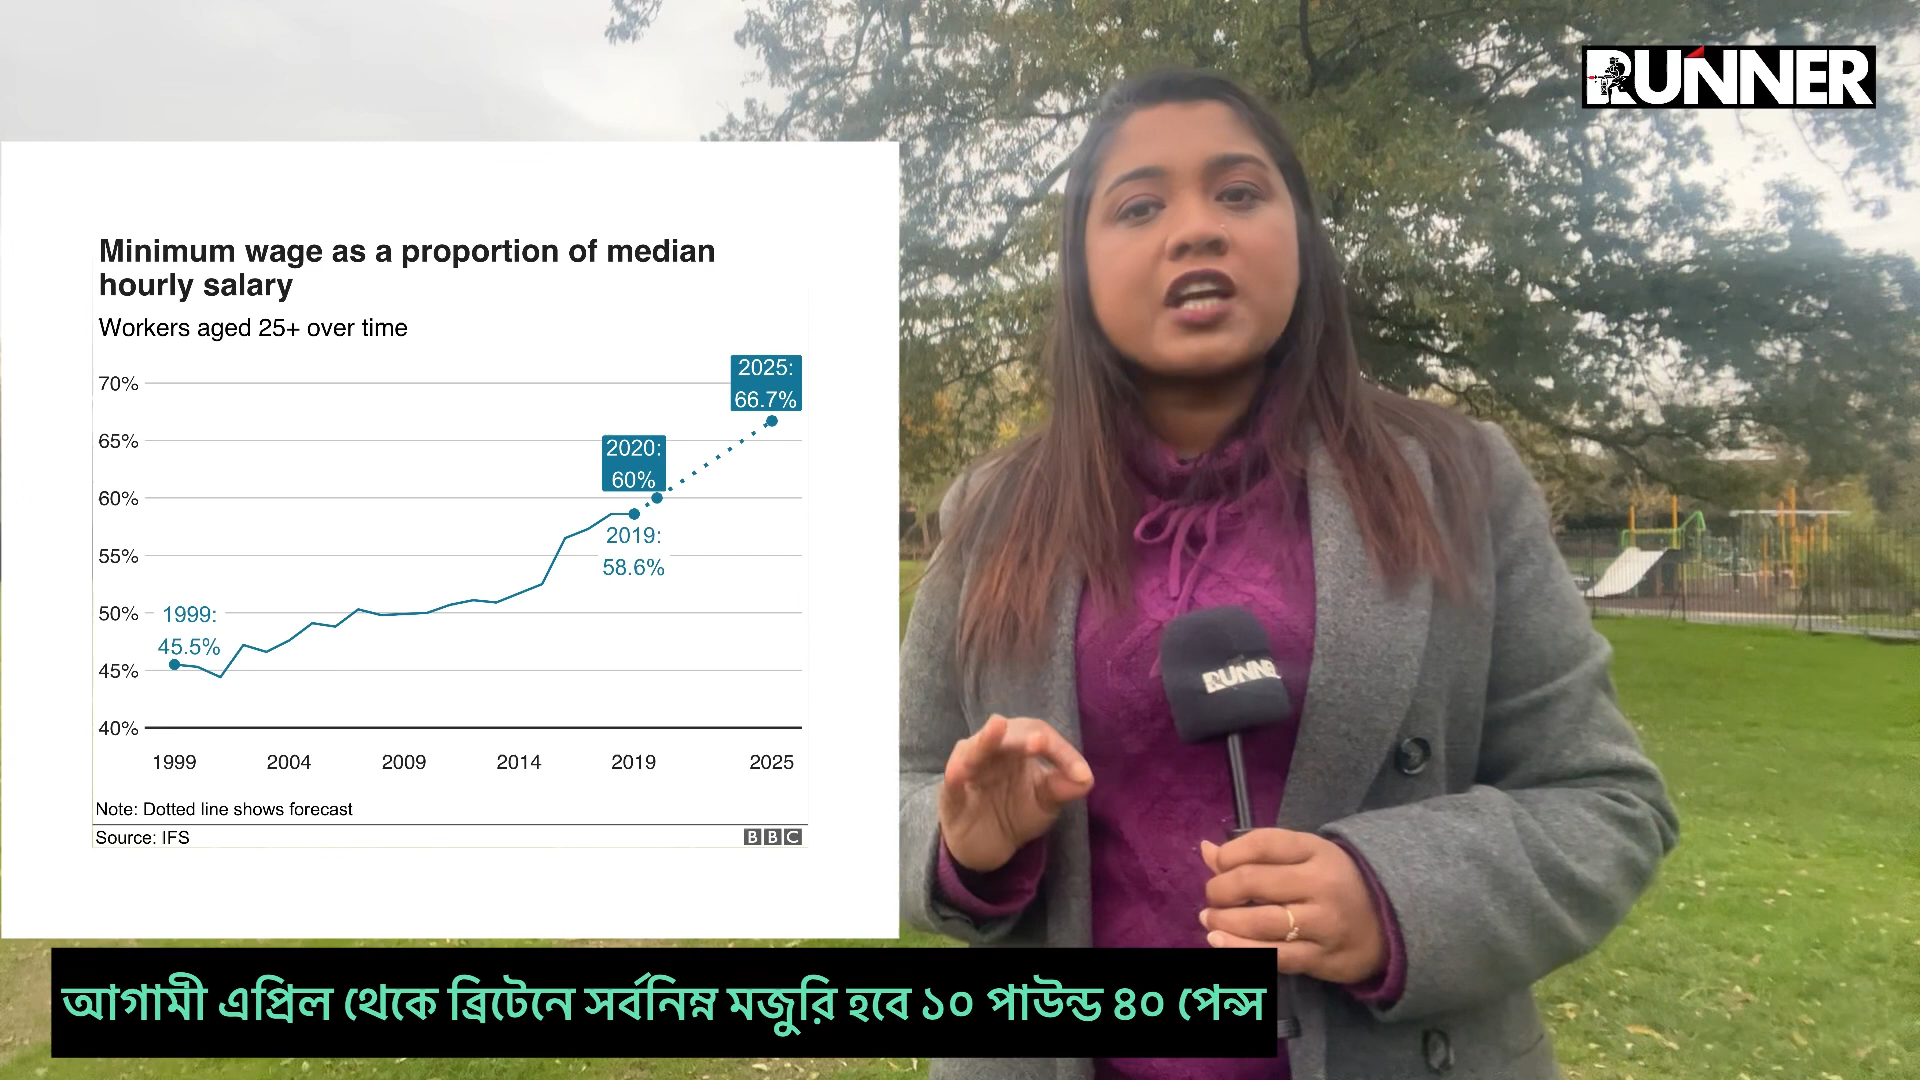 RUNNER
Minimum wage as a proportion of median
hourly salary
Workers aged 25+ over time
70%
65%
60%
55%
50%
45%
40%
2025:
66.7%
2020:
60%
2019:
58.6%
1999:
45.5%
1999 2004 2009 2014 2019 2025
Note: Dotted line shows forecast
Source: IFS
BBC
RUNNER
আগামী এপ্রিল থেকে ব্রিটেনে সর্বনিম্ন মজুরি হবে ১০ পাউন্ড ৪০ পেন্স